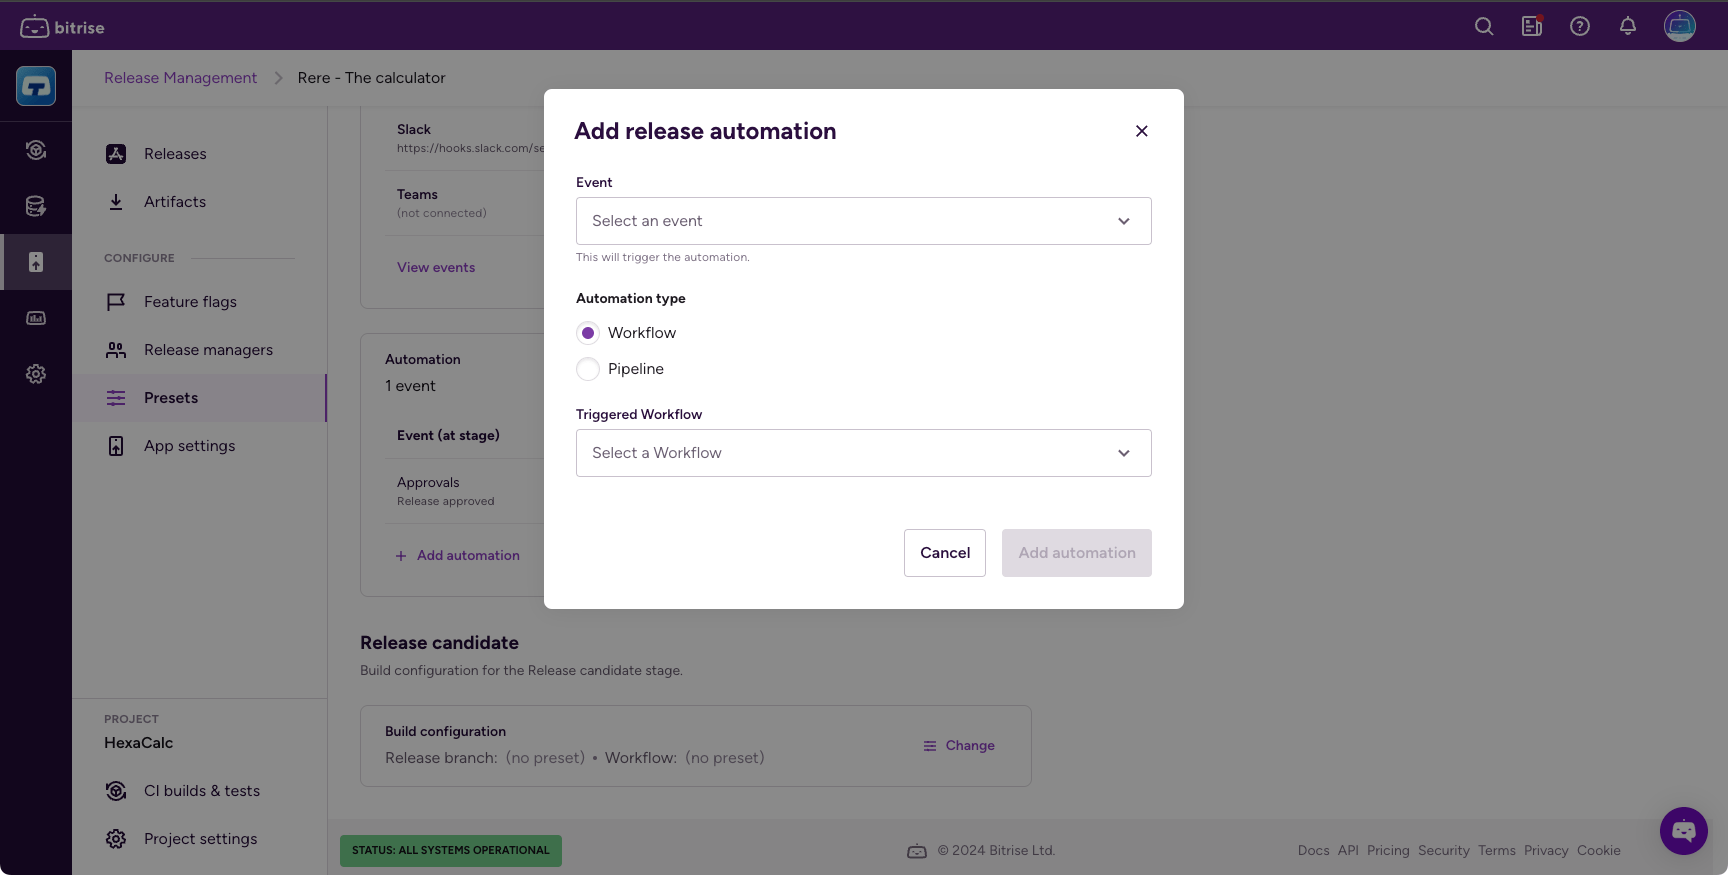 bitrise
Release Management
Rere - The calculator
Releases
Artifacts
CONFIGURE
Feature flags
Release managers
Presets
App settings
PROJECT
HexaCalc
CI builds & tests
Project settings
Slack
https://hooks.slack.com/se
Teams
(not connected)
View events
Automation
1 event
Event (at stage)
Approvals
Release approved
+ Add automation
Add release automation
Event
Select an event
This will trigger the automation.
Automation type
Workflow
Pipeline
Triggered Workflow
Select a Workflow
Cancel
Add automation
Release candidate
Build configuration for the Release candidate stage.
Build configuration
Release branch: (no preset) • Workflow: (no preset)
Change
STATUS: ALL SYSTEMS OPERATIONAL
© 2024 Bitrise Ltd.
Docs API Pricing Security Terms Privacy Cookie